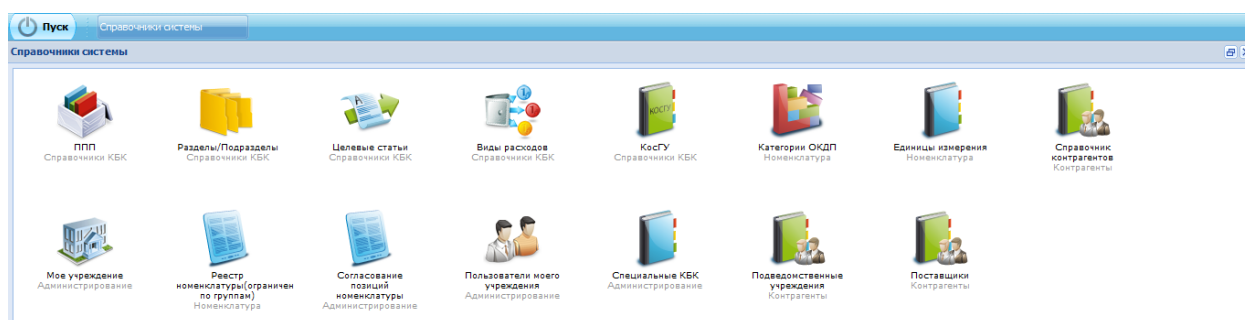 Пуск
Справочники системы
Справочники системы
ППП
Справочники КБК
Разделы/Подразделы
Справочники КБК
Целевые статьи
Справочники КБК
Виды расходов
Справочники КБК
КОСГУ
КосГУ
Справочники КБК
Категории ОКДП
Номенклатура
Единицы измерения
Номенклатура
Справочник
контрагентов
Контрагенты
Мое учреждение
Администрирование
Реестр
номенклатуры(ограничен
по группам)
Номенклатура
Согласование
позиций
номенклатуры
Администрирование
Пользователи моего
учреждения
Администрирование
Специальные КБК
Администрирование
Подведомственные
учреждения
Контрагенты
Поставщики
Контрагенты